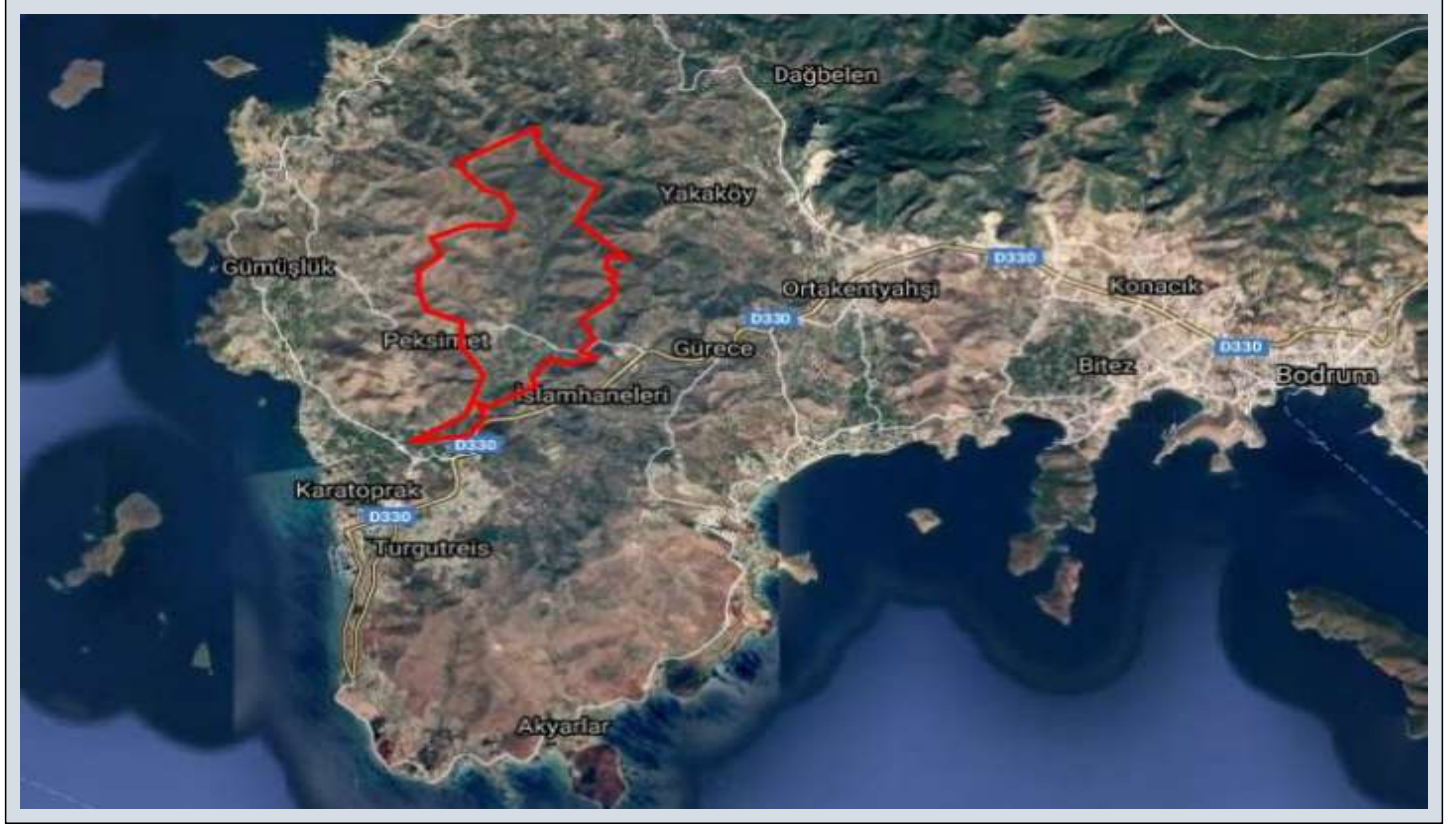 Dağbelen
Yakaköy
D330
Gümüşlük
Ortakentyahşi
Konacık
D330
Peksimet
Gürece
D330
Bitez
Bodrum
İslamhaneleri
D330
Karatoprak
D330
Turgutreis
Akyarlar